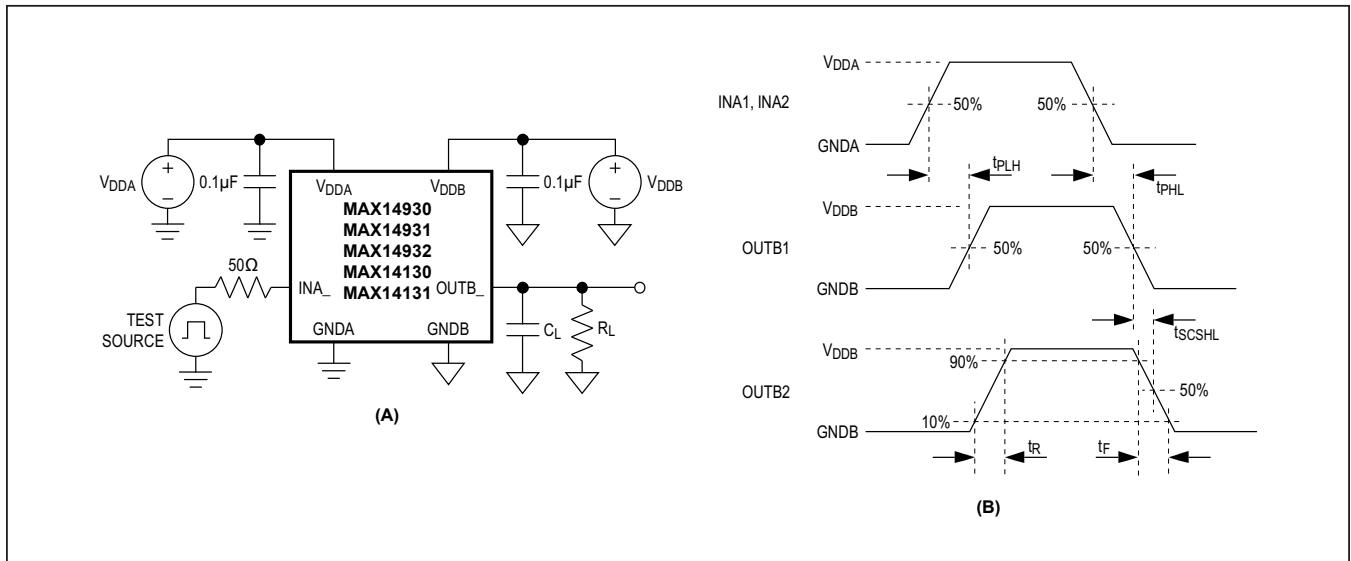 VDDA
0.1µF
VDDA
VDDB
0.1µF
VDDB
MAX14930
MAX14931
MAX14932
MAX14130
MAX14131
50Ω
INA_
OUTB_
TEST
SOURCE
GNDA
GNDB
CL
RL
(A)
VDDA
INA1, INA2
50%
50%
GNDA
tPLH
tPHL
VDDB
OUTB1
50%
50%
GNDB
tSCSHL
VDDB
90%
OUTB2
50%
10%
GNDB
tR
tF
(B)